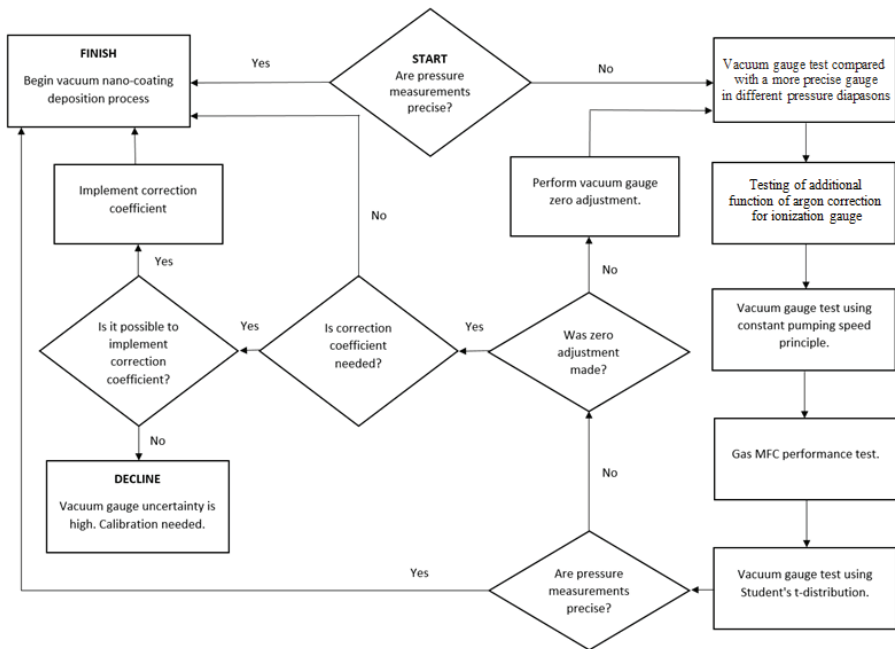 FINISH
Begin vacuum nano-coating
deposition process
Yes
START
Are pressure
measurements
precise?
No
Vacuum gauge test compared
with a more precise gauge
in different pressure diapasons
Implement correction
coefficient
No
Perform vacuum gauge
zero adjustment.
Testing of additional
function of argon correction
for ionization gauge
Yes
No
Is it possible to
implement
correction
coefficient?
Yes
Is correction
coefficient
needed?
Yes
Was zero
adjustment
made?
Vacuum gauge test using
constant pumping speed
principle.
No
DECLINE
Vacuum gauge uncertainty is
high. Calibration needed.
No
Gas MFC performance test.
Yes
Are pressure
measurements
precise?
Vacuum gauge test using
Student's t-distribution.